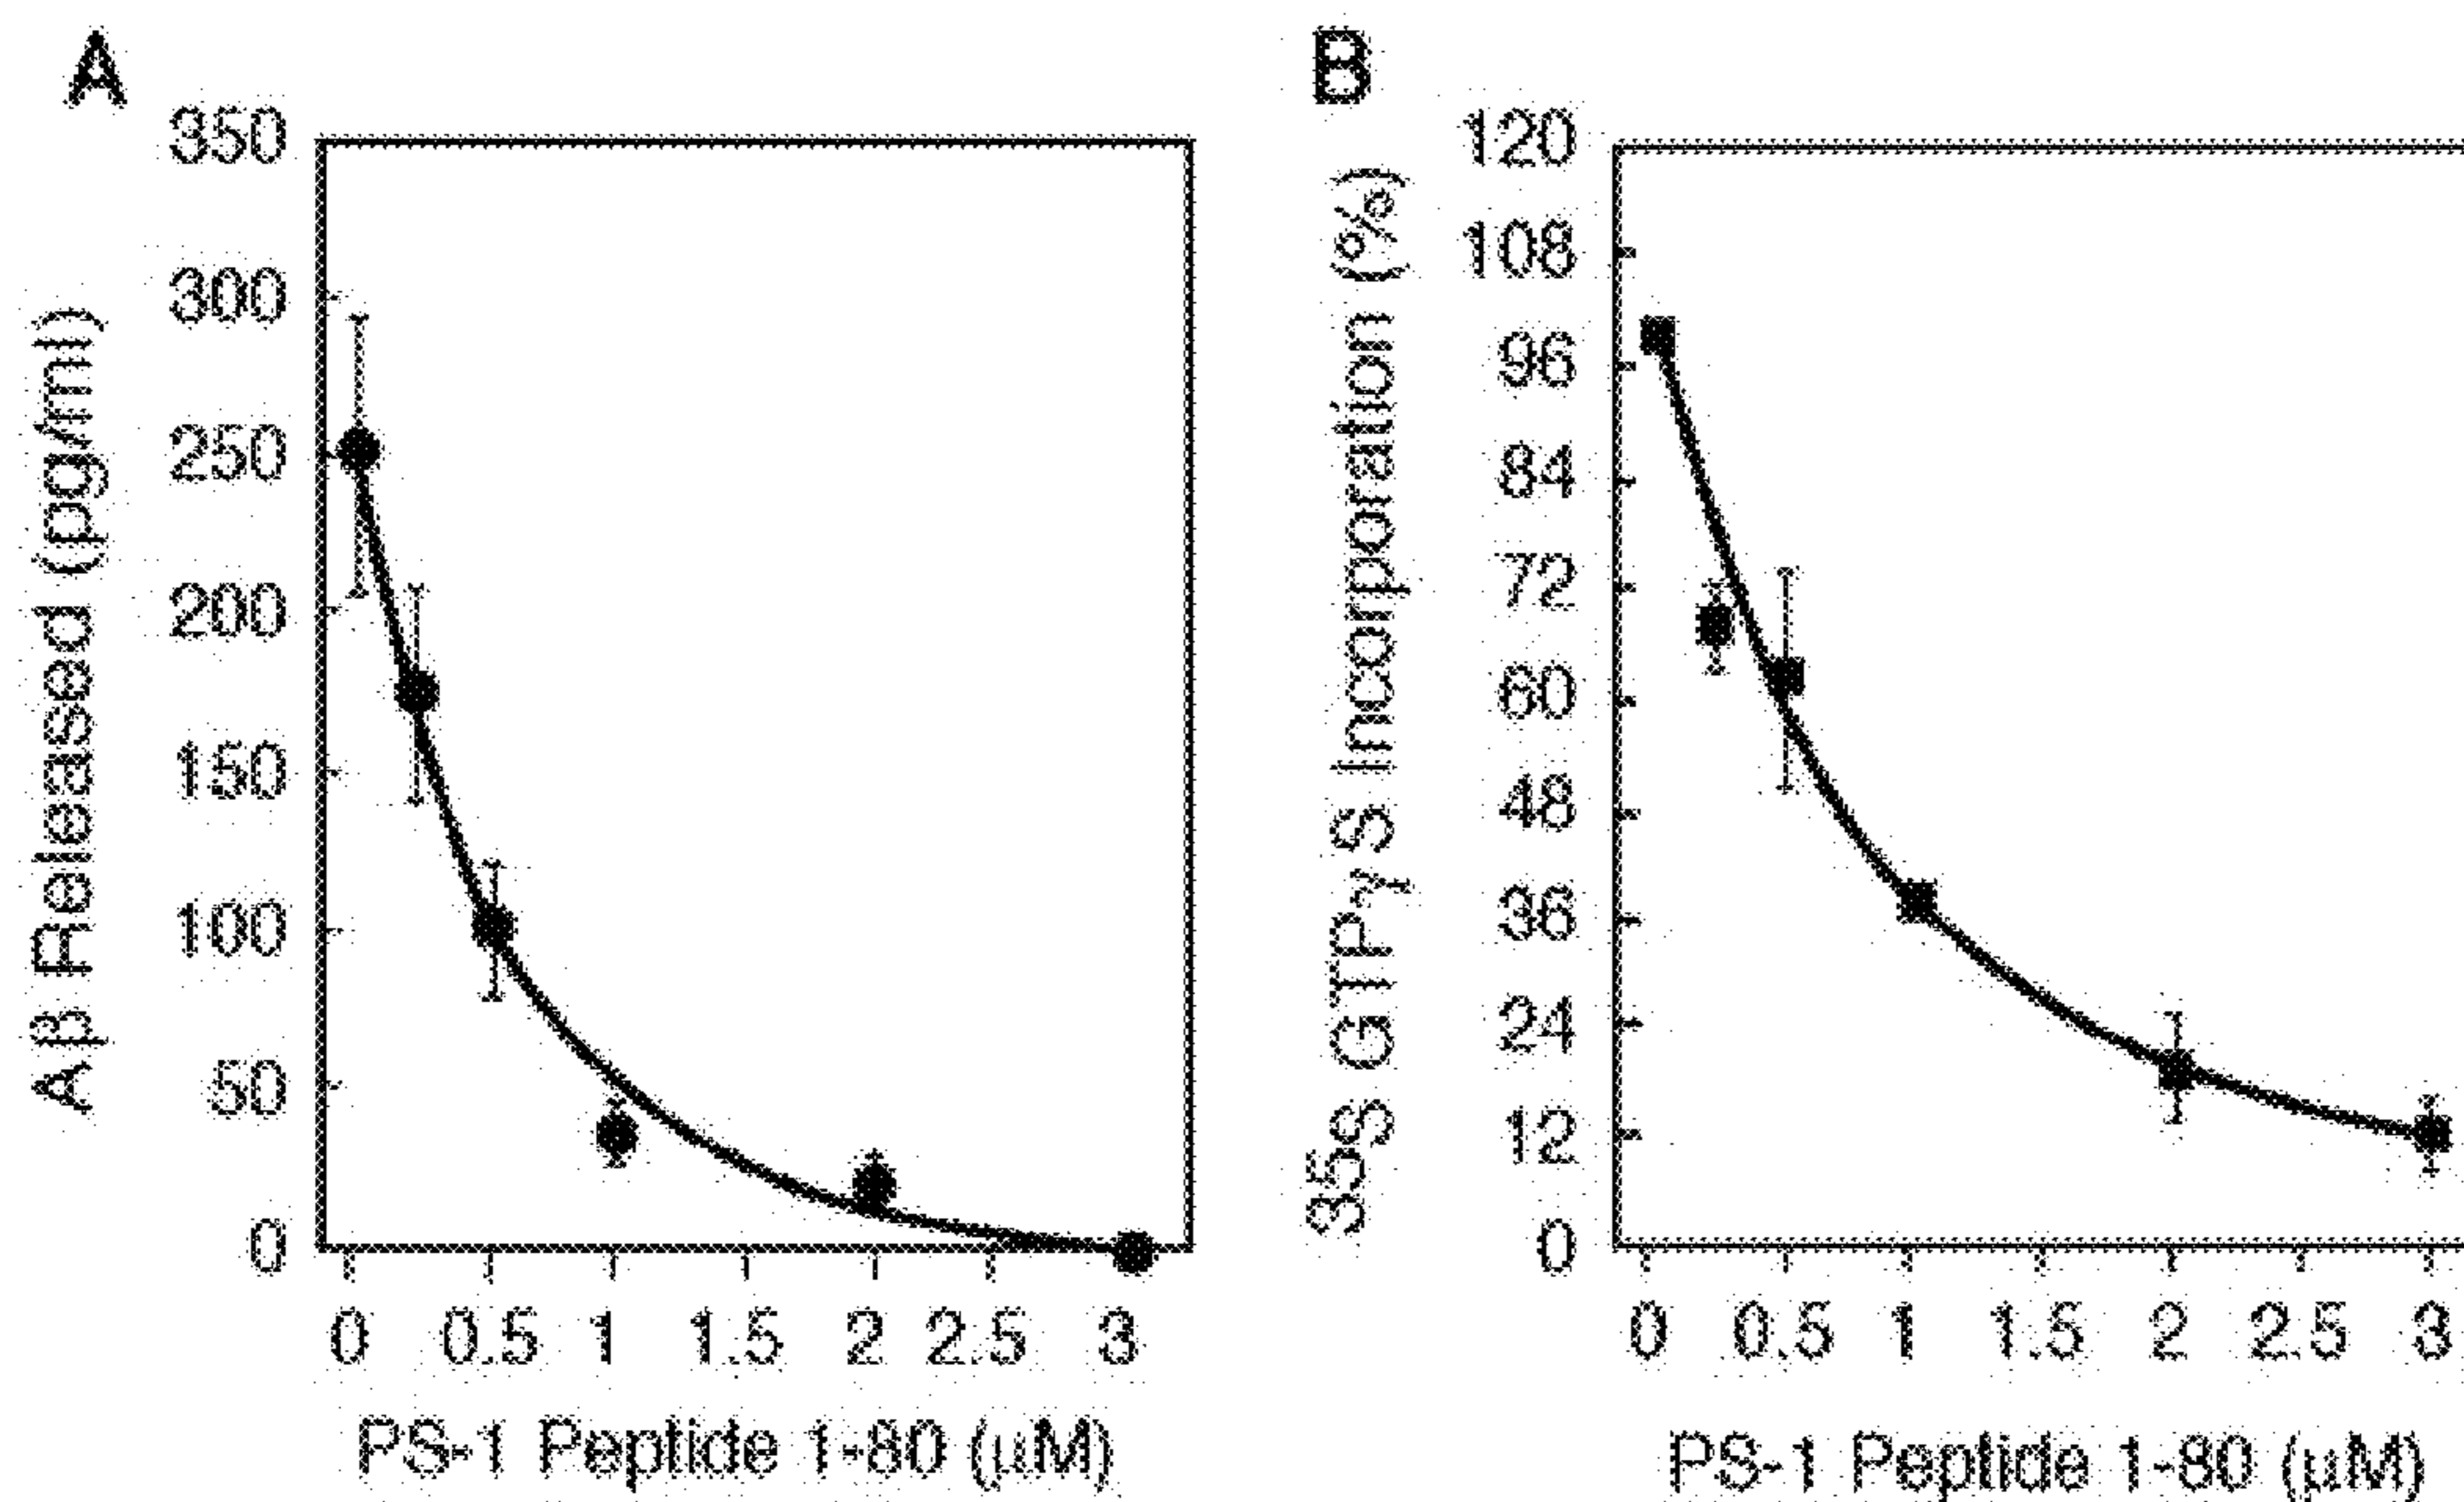 A
350
300
250
200
150
100
50
0
Aβ Released (pg/ml)
0 0.5 1 1.5 2 2.5 3
PS-1 Peptide 1-80 (μM)
B
120
108
96
84
72
60
48
36
24
12
0
35S GTPγS Incorporation (%)
0 0.5 1 1.5 2 2.5 3
PS-1 Peptide 1-80 (μM)